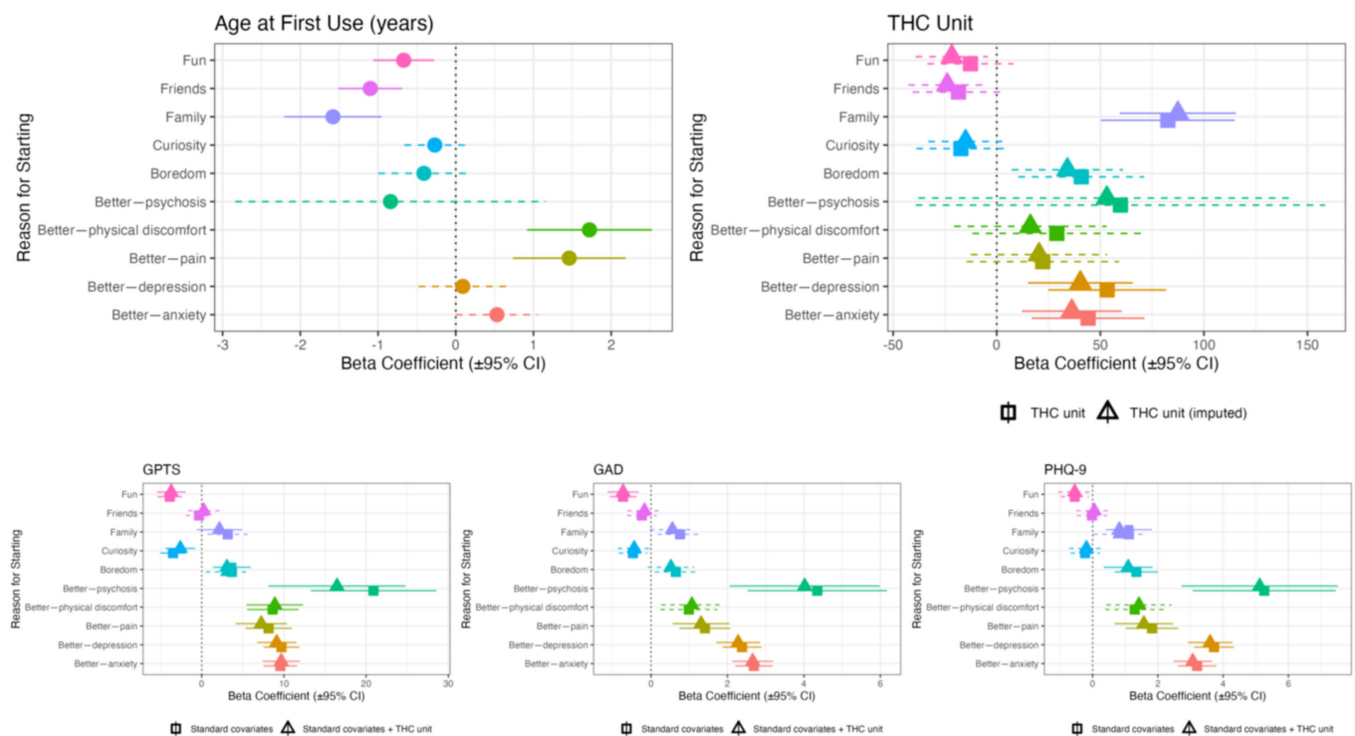 Age at First Use (years)
Reason for Starting
Fun
Friends
Family
Curiosity
Boredom
Better—psychosis
Better—physical discomfort
Better—pain
Better—depression
Better—anxiety
-3 -2 -1 0 1 2
Beta Coefficient (±95% CI)
THC Unit
Reason for Starting
Fun
Friends
Family
Curiosity
Boredom
Better—psychosis
Better—physical discomfort
Better—pain
Better—depression
Better—anxiety
-50 0 50 100 150
Beta Coefficient (±95% CI)
THC unit THC unit (imputed)
GPTS
Reason for Starting
Fun
Friends
Family
Curiosity
Boredom
Better—psychosis
Better—physical discomfort
Better—pain
Better—depression
Better—anxiety
0 10 20 30
Beta Coefficient (±95% CI)
Standard covariates Standard covariates + THC unit
GAD
Reason for Starting
Fun
Friends
Family
Curiosity
Boredom
Better—psychosis
Better—physical discomfort
Better—pain
Better—depression
Better—anxiety
0 2 4 6
Beta Coefficient (±95% CI)
Standard covariates Standard covariates + THC unit
PHQ-9
Reason for Starting
Fun
Friends
Family
Curiosity
Boredom
Better—psychosis
Better—physical discomfort
Better—pain
Better—depression
Better—anxiety
0 2 4 6
Beta Coefficient (±95% CI)
Standard covariates Standard covariates + THC unit